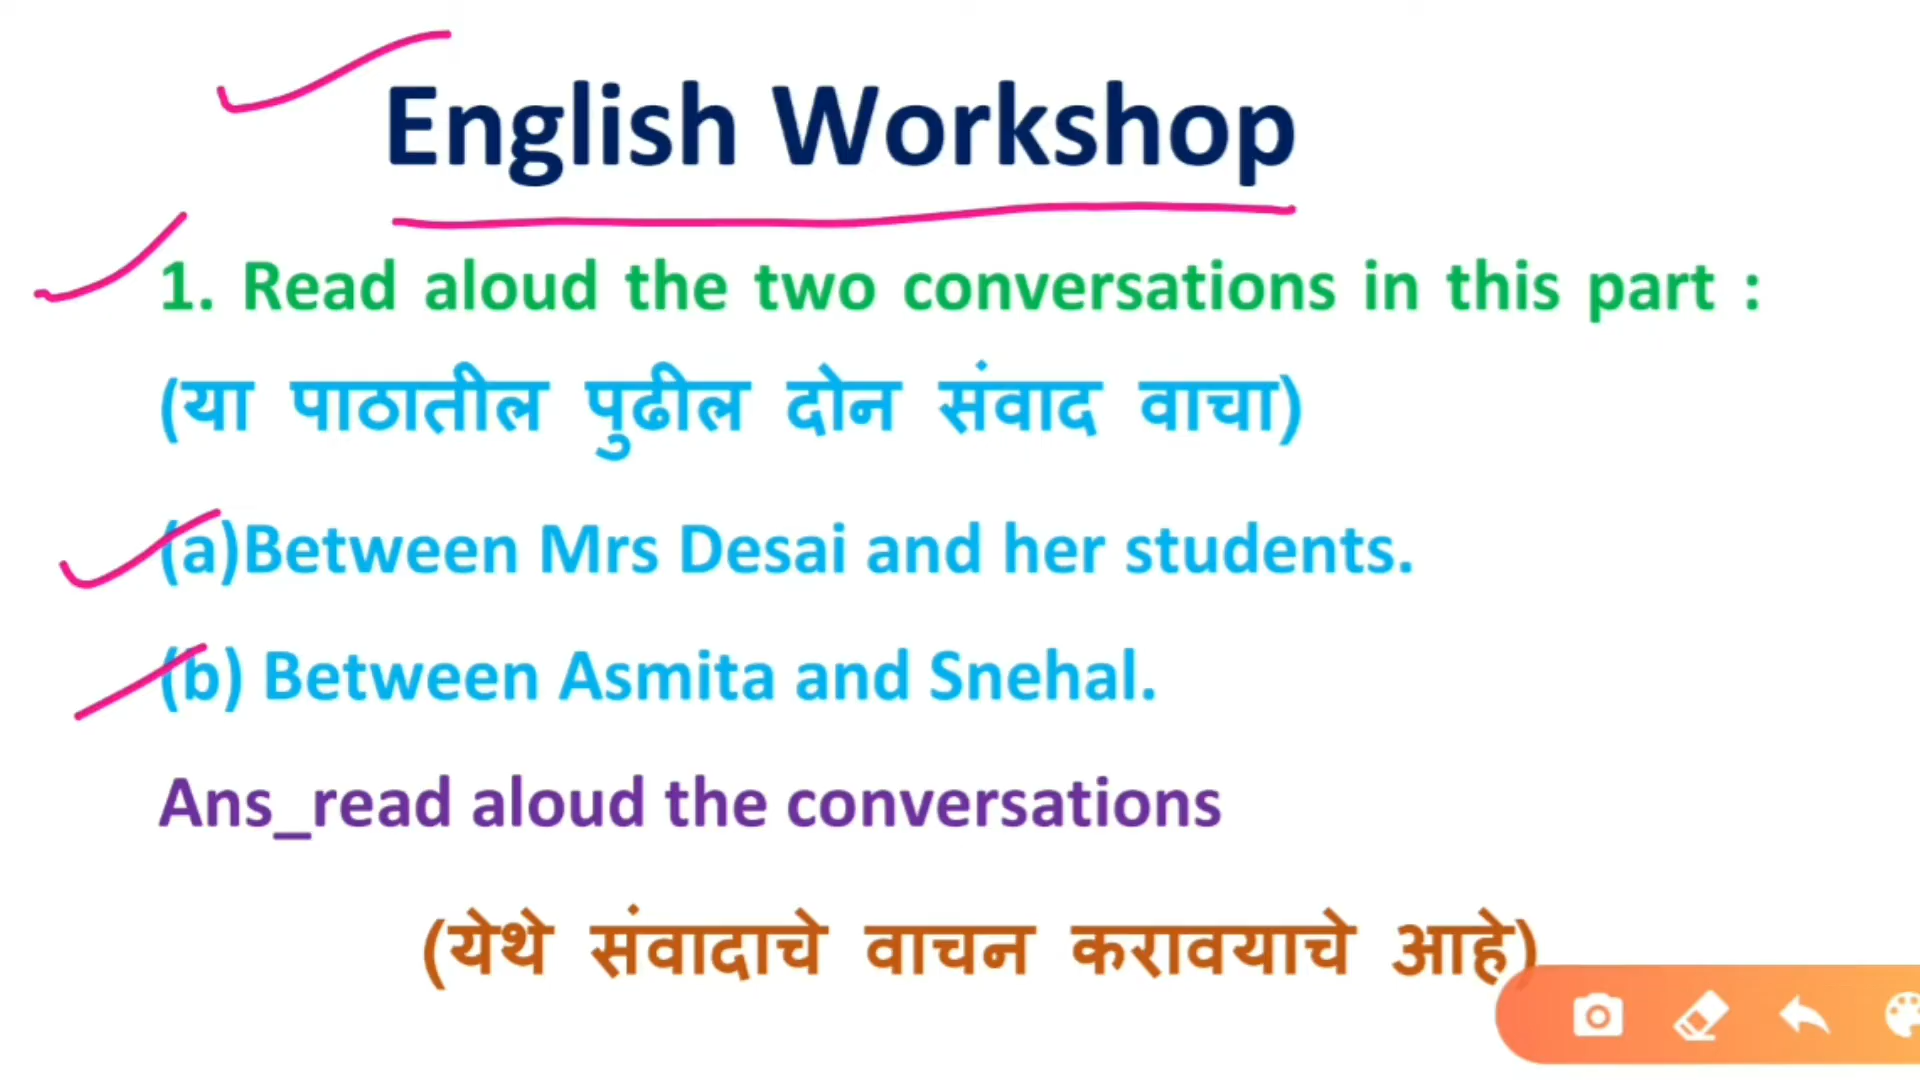 English Workshop
1. Read aloud the two conversations in this part :
(या पाठातील पुढील दोन संवाद वाचा)
(a)Between Mrs Desai and her students.
(b) Between Asmita and Snehal.
Ans_read aloud the conversations
(येथे संवादाचे वाचन करावयाचे आहे)